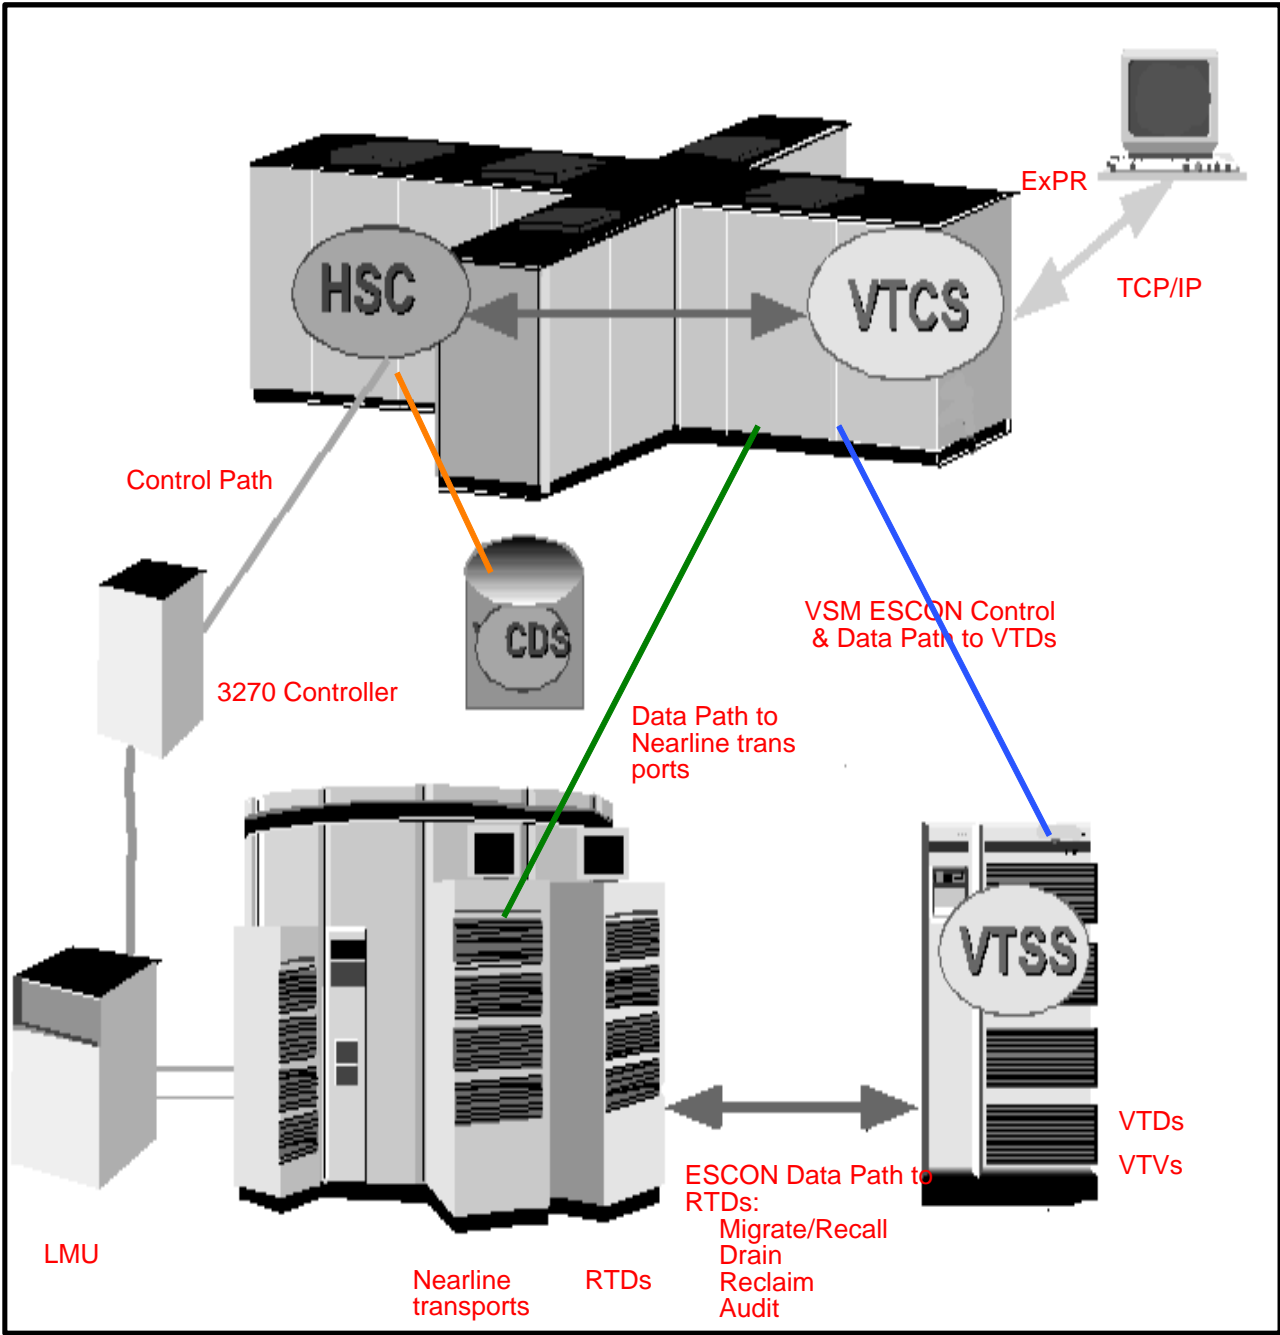 ExPR
HSC
VTCS
TCP/IP
Control Path
CDS
VSM ESCON Control
& Data Path to VTDs
3270 Controller
Data Path to
Nearline trans
ports
VTSS
VTDs
VTVs
ESCON Data Path to
RTDs:
Migrate/Recall
Drain
Reclaim
Audit
LMU
Nearline
transports
RTDs